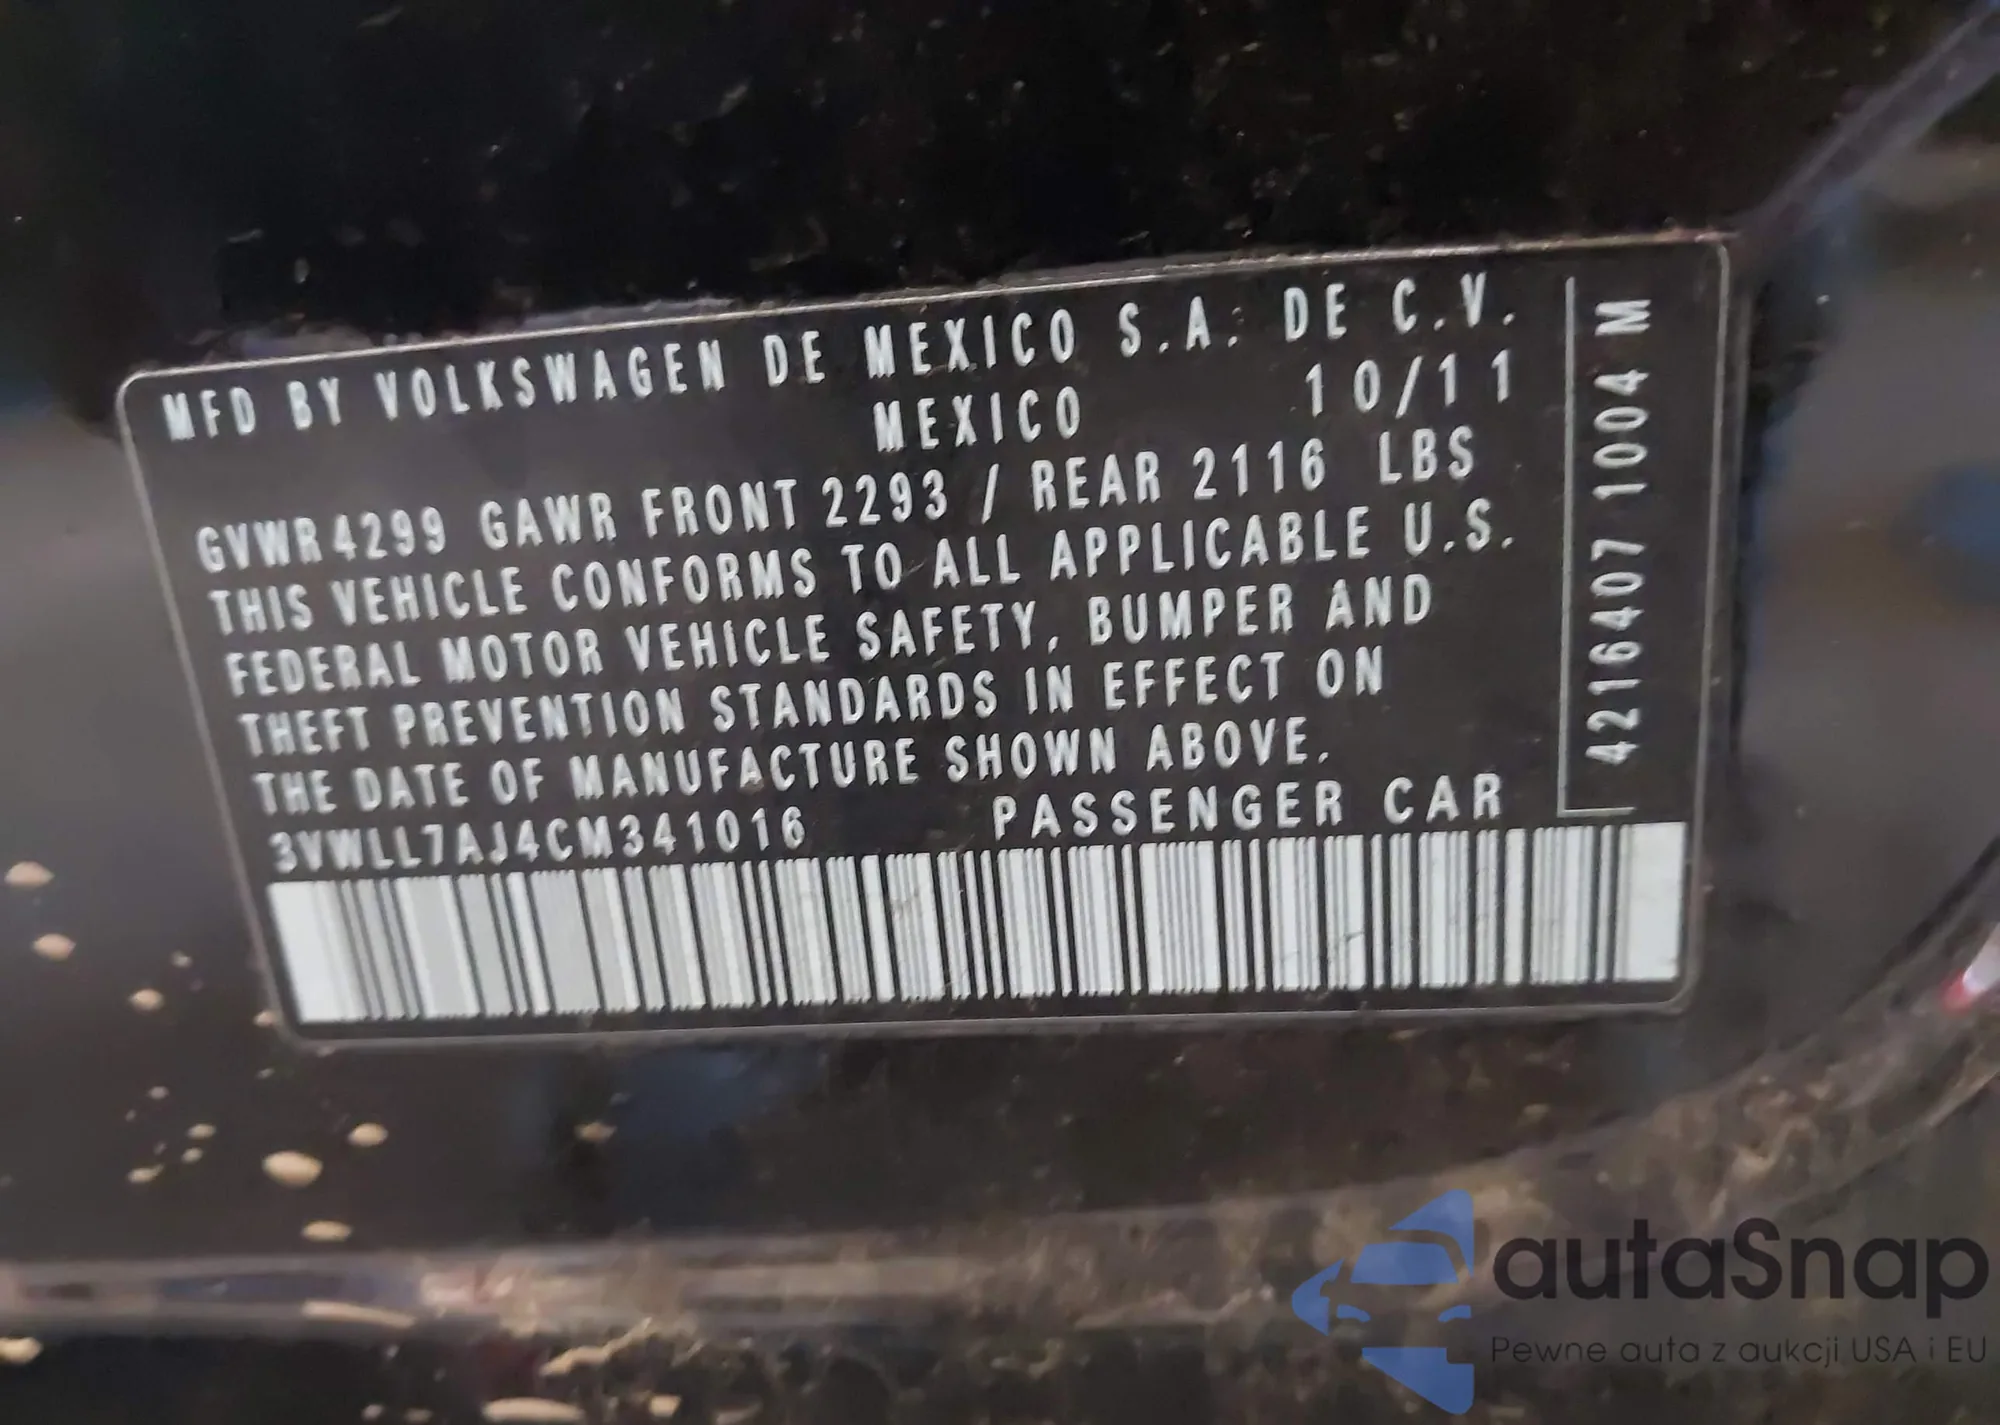 MFD BY VOLKSWAGEN DE MEXICO S.A. DE C.V.
MEXICO 10/11
GVWR 4299 GAWR FRONT 2293 / REAR 2116 LBS
THIS VEHICLE CONFORMS TO ALL APPLICABLE U.S.
FEDERAL MOTOR VEHICLE SAFETY, BUMPER AND
THEFT PREVENTION STANDARDS IN EFFECT ON
THE DATE OF MANUFACTURE SHOWN ABOVE.
3VWLL7AJ4CM341016 PASSENGER CAR
4216407 1004 M
autaSnap
Pewne auta z aukcji USA i EU